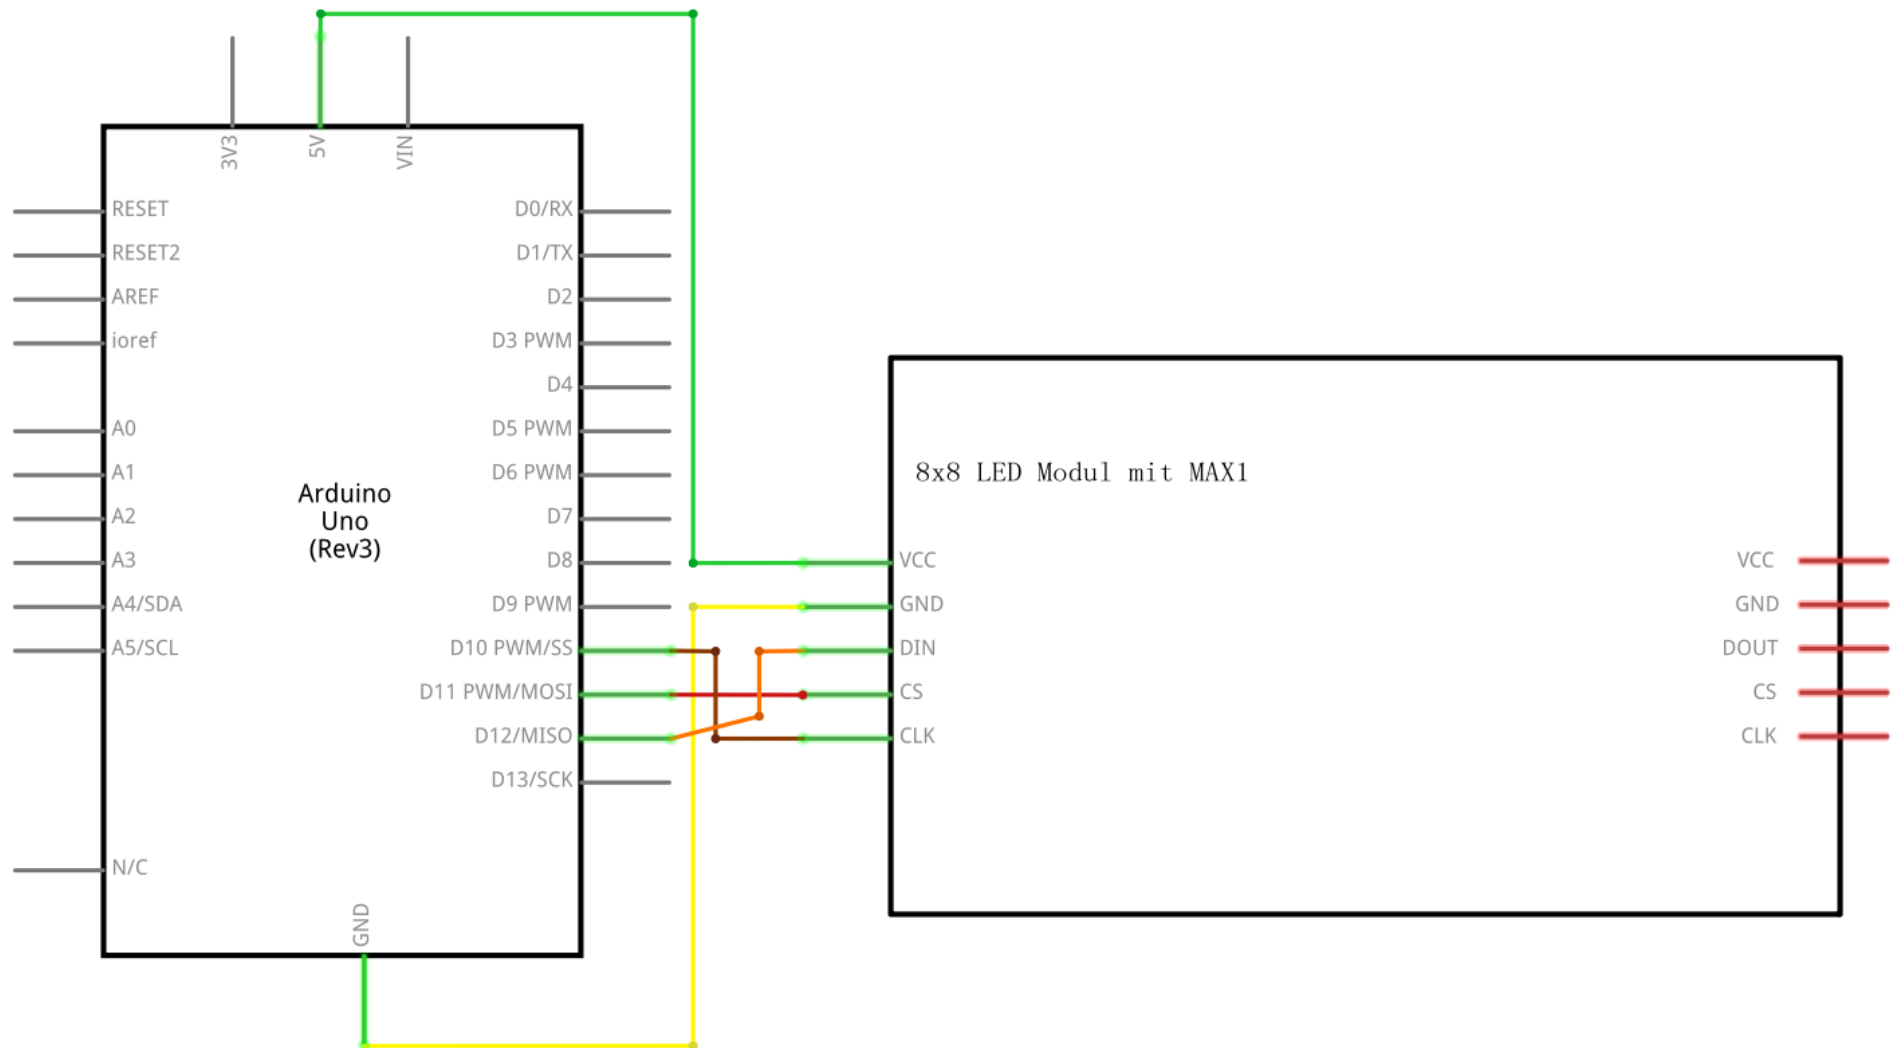 3V3
5V
VIN
RESET
RESET2
AREF
ioref
A0
A1
A2
A3
A4/SDA
A5/SCL
N/C
Arduino
Uno
(Rev3)
D0/RX
D1/TX
D2
D3 PWM
D4
D5 PWM
D6 PWM
D7
D8
D9 PWM
D10 PWM/SS
D11 PWM/MOSI
D12/MISO
D13/SCK
GND
8x8 LED Modul mit MAX1
VCC
GND
DIN
CS
CLK
VCC
GND
DOUT
CS
CLK